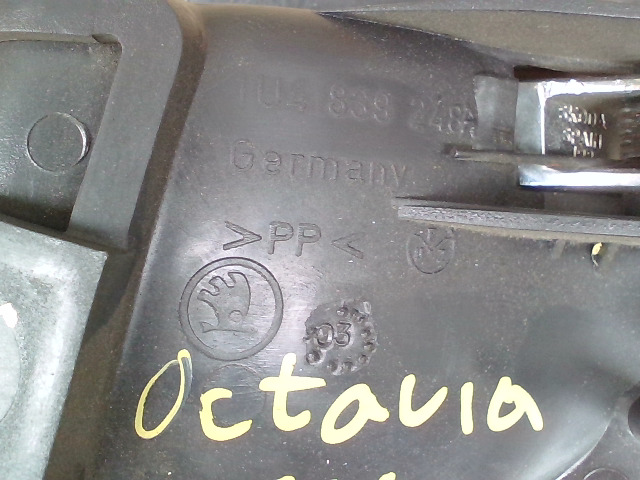 1U4 839 248A
Germany
>PP<
03
Octavia